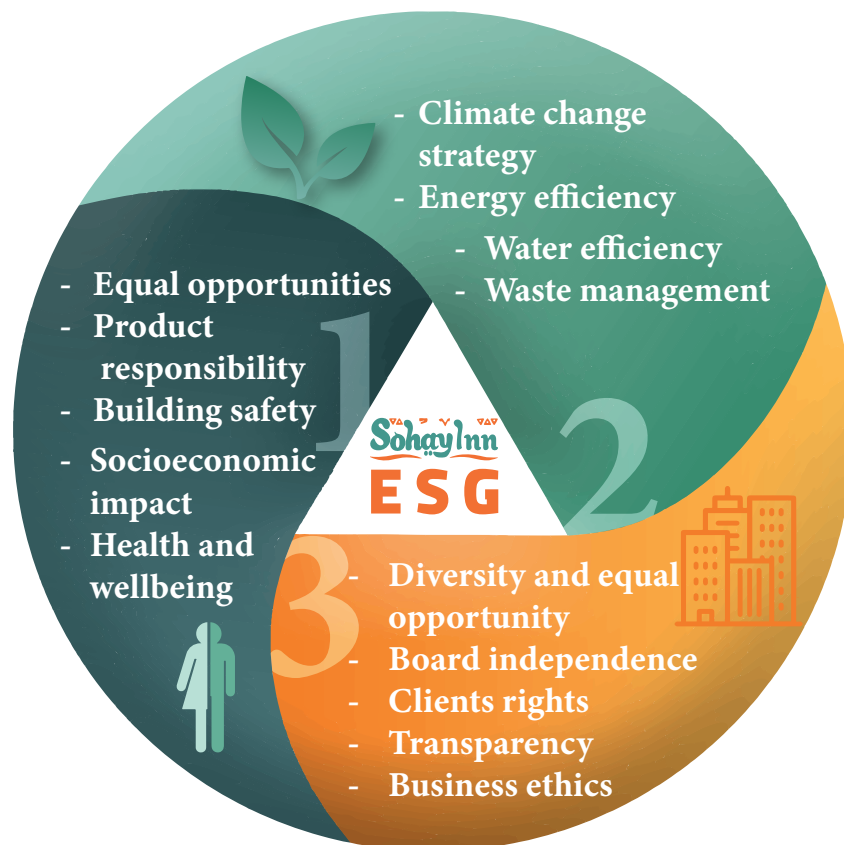 - Climate change
strategy
- Energy efficiency
- Water efficiency
- Waste management
1
- Equal opportunities
- Product
responsibility
- Building safety
- Socioeconomic
impact
- Health and
wellbeing
2
SohayInn
ESG
3
- Diversity and equal
opportunity
- Board independence
- Clients rights
- Transparency
- Business ethics